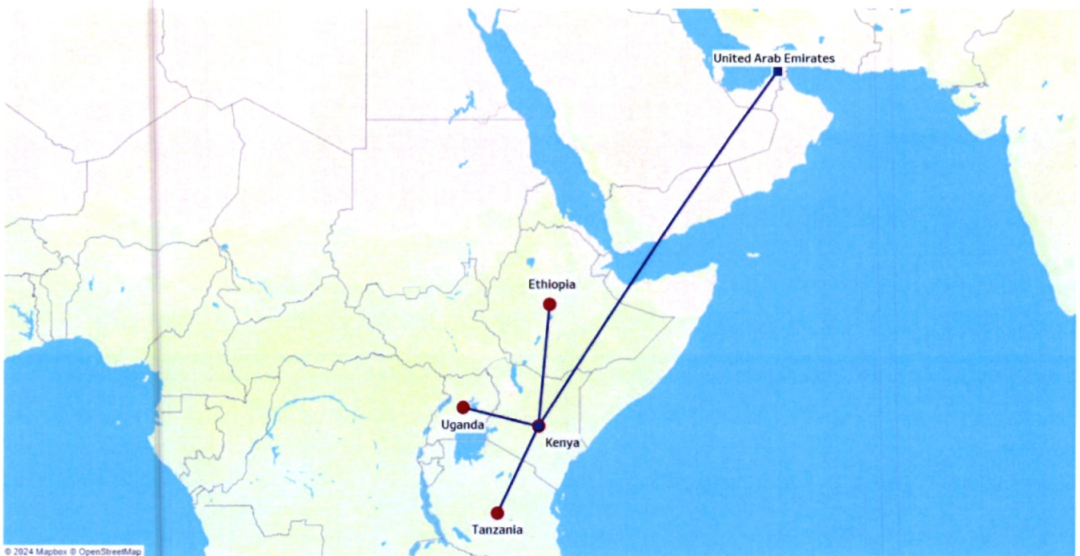 United Arab Emirates
Ethiopia
Uganda
Kenya
Tanzania
© 2024 Mapbox © OpenStreetMap